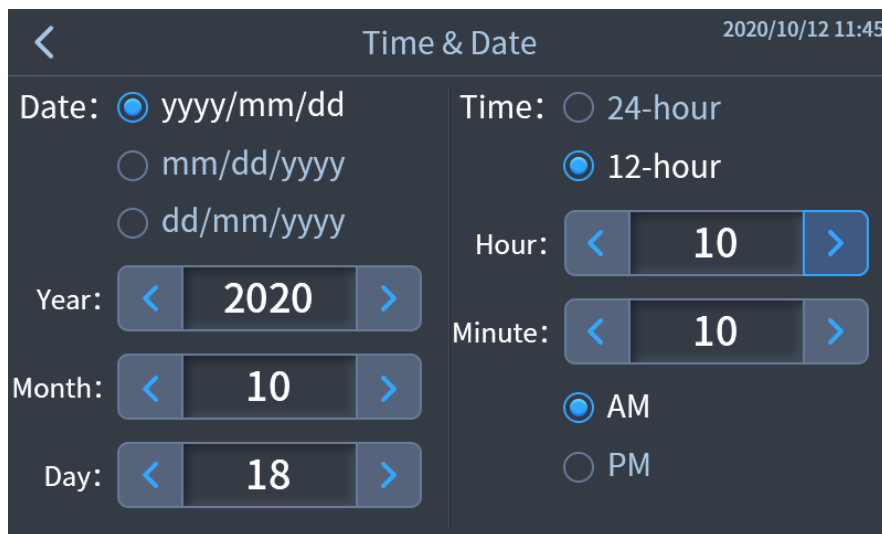 Time & Date
2020/10/12 11:45
Date:
yyyy/mm/dd
mm/dd/yyyy
dd/mm/yyyy
Year:
2020
Month:
10
Day:
18
Time:
24-hour
12-hour
Hour:
10
Minute:
10
AM
PM